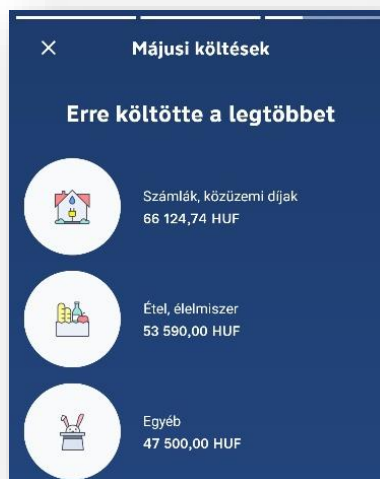 Májusi költések
Erre költötte a legtöbbet
Számlák, közüzemi díjak
66 124,74 HUF
Étel, élelmiszer
53 590,00 HUF
Egyéb
47 500,00 HUF